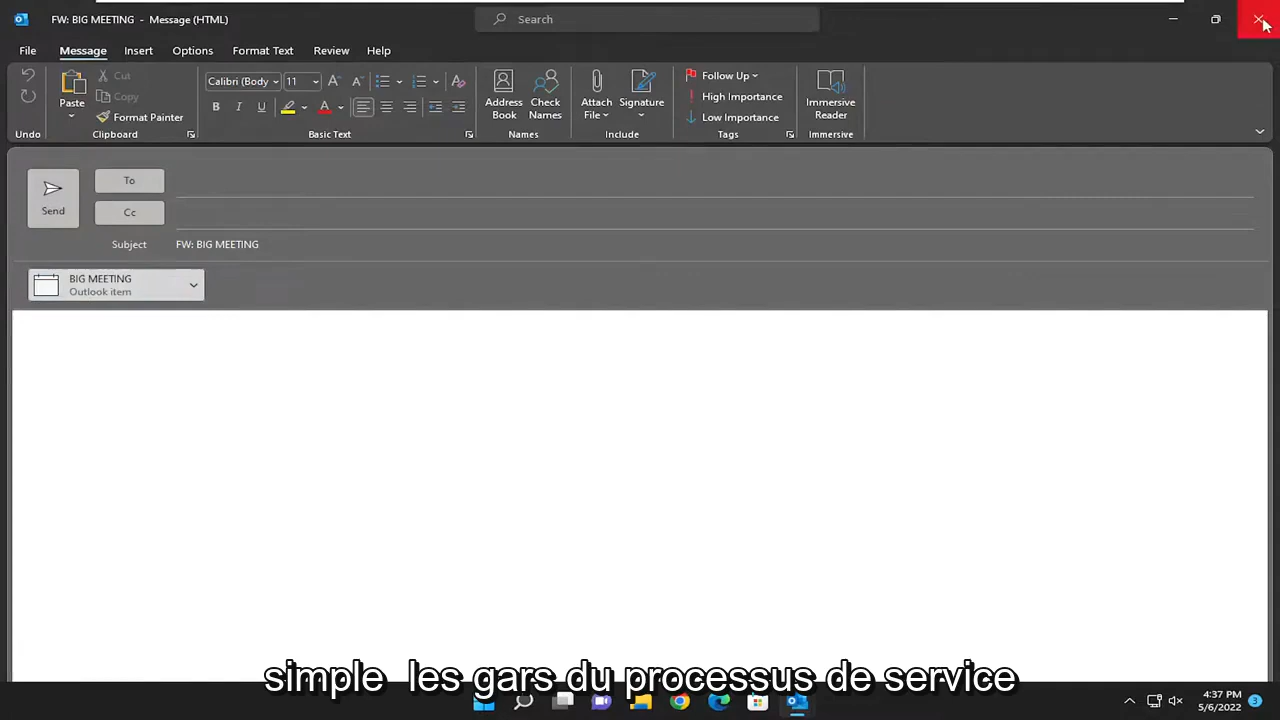 FW: BIG MEETING - Message (HTML)
Search
File Message Insert Options Format Text Review Help
Paste
Cut
Copy
Format Painter
Calibri (Body 11
B I U
Address Book
Check Names
Attach File
Signature
Follow Up
High Importance
Low Importance
Immersive Reader
Undo Clipboard Basic Text Names Include Tags Immersive
Send
To
Cc
Subject FW: BIG MEETING
BIG MEETING
Outlook item
simple les gars du processus de service
4:37 PM
5/6/2022
3